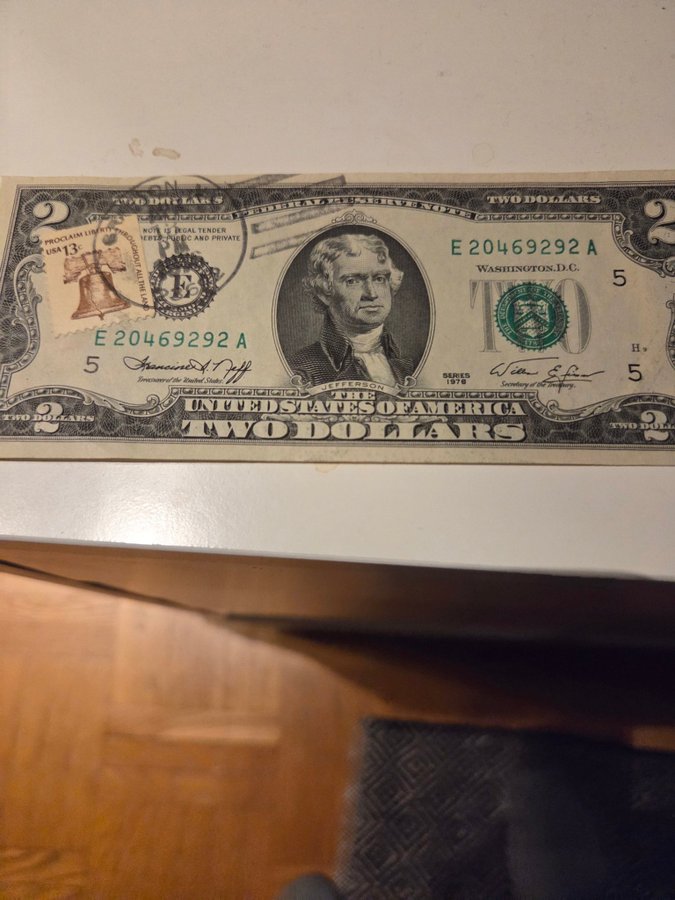 2
TWO DOLLARS
FEDERAL RESERVE NOTE
TWO DOLLARS
2
PROCLAIM LIBERTY THROUGHOUT ALL THE LAND
USA 13c
NOTE IS LEGAL TENDER
DEBTS, PUBLIC AND PRIVATE
E
E 20469292 A
WASHINGTON, D.C.
5
TWO
E 20469292 A
5
H
5
Treasurer of the United States.
JEFFERSON
SERIES
1976
Secretary of the Treasury.
THE
UNITED STATES OF AMERICA
TWO DOLLARS
TWO DOLLARS
2
TWO DOLLARS
2